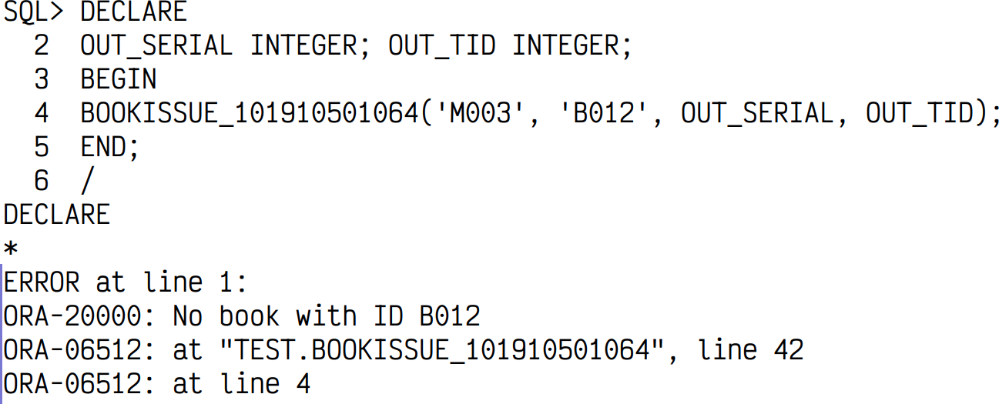 SQL> DECLARE
  2  OUT_SERIAL INTEGER; OUT_TID INTEGER;
  3  BEGIN
  4  BOOKISSUE_101910501064('M003', 'B012', OUT_SERIAL, OUT_TID);
  5  END;
  6  /
DECLARE
*
ERROR at line 1:
ORA-20000: No book with ID B012
ORA-06512: at "TEST.BOOKISSUE_101910501064", line 42
ORA-06512: at line 4